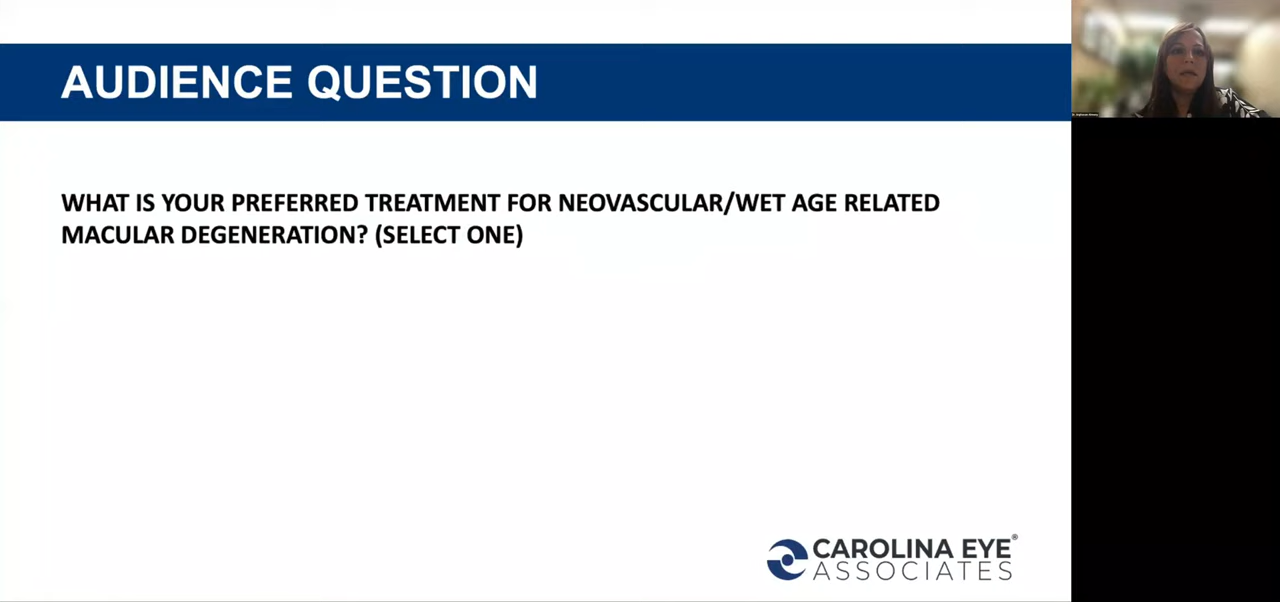 AUDIENCE QUESTION
WHAT IS YOUR PREFERRED TREATMENT FOR NEOVASCULAR/WET AGE RELATED
MACULAR DEGENERATION? (SELECT ONE)
CAROLINA EYE®
ASSOCIATES